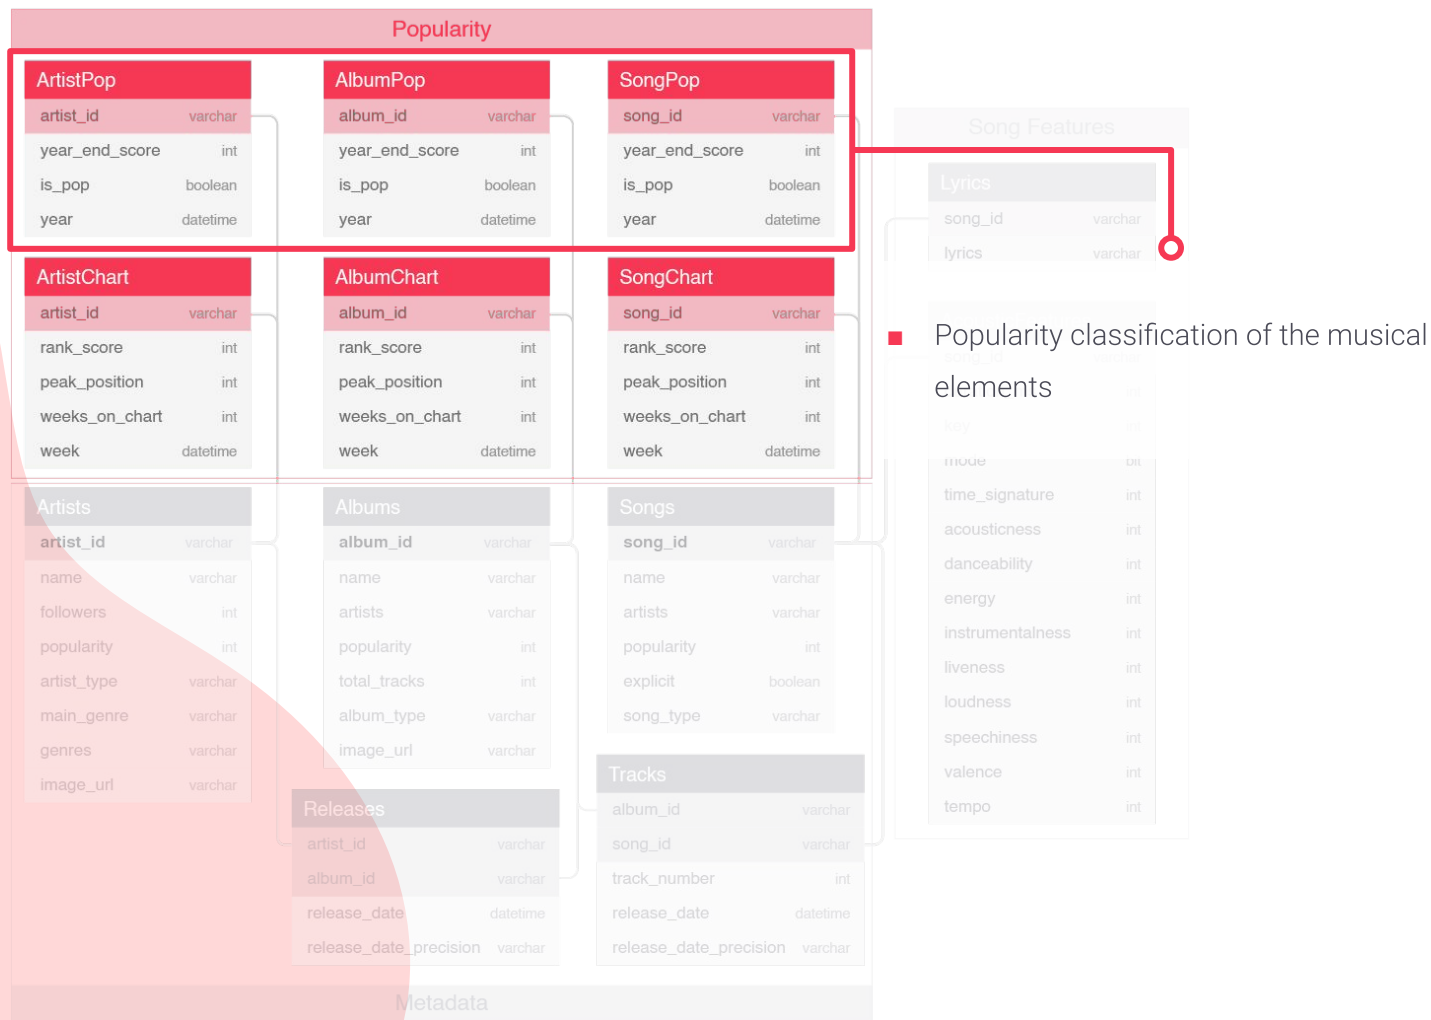 Popularity
ArtistPop
artist_id varchar
year_end_score int
is_pop boolean
year datetime
AlbumPop
album_id varchar
year_end_score int
is_pop boolean
year datetime
SongPop
song_id varchar
year_end_score int
is_pop boolean
year datetime
ArtistChart
artist_id varchar
rank_score int
peak_position int
weeks_on_chart int
week datetime
AlbumChart
album_id varchar
rank_score int
peak_position int
weeks_on_chart int
week datetime
SongChart
song_id varchar
rank_score int
peak_position int
weeks_on_chart int
week datetime
Artists
artist_id varchar
name varchar
followers int
popularity int
artist_type varchar
main_genre varchar
genres varchar
image_url varchar
Albums
album_id varchar
name varchar
artists varchar
popularity int
total_tracks int
album_type varchar
image_url varchar
Songs
song_id varchar
name varchar
artists varchar
popularity int
explicit boolean
song_type varchar
Releases
artist_id varchar
album_id varchar
release_date datetime
release_date_precision varchar
Tracks
album_id varchar
song_id varchar
track_number int
release_date datetime
release_date_precision varchar
Metadata
Song Features
Lyrics
song_id varchar
lyrics varchar
Popularity classification of the musical
elements
song_id
int
key int
mode bit
time_signature int
acousticness int
danceability int
energy int
instrumentalness int
liveness int
loudness int
speechiness int
valence int
tempo int